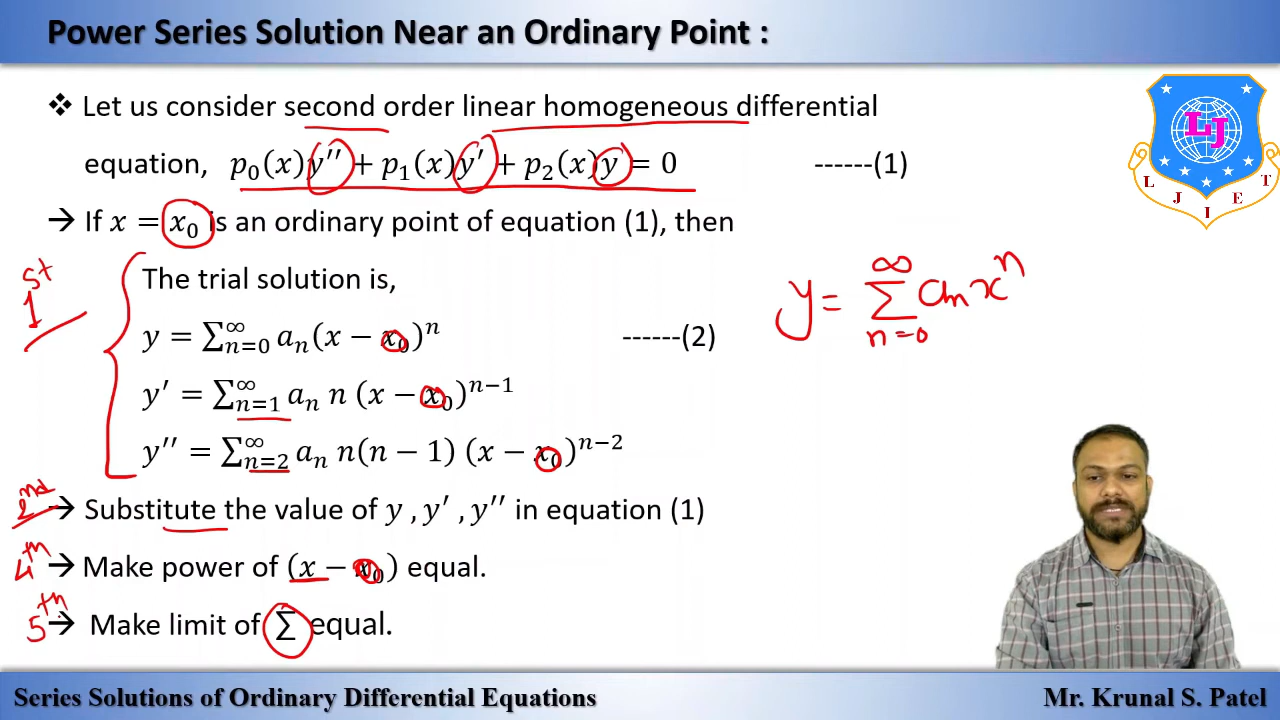 Power Series Solution Near an Ordinary Point :
❖ Let us consider second order linear homogeneous differential
equation, p₀(x)y′′ + p₁(x)y′ + p₂(x)y = 0 ------(1)
→ If x = x₀ is an ordinary point of equation (1), then
LJ
L J I E T
1st
The trial solution is,
y = ∑_{n=0}^{∞} aₙ(x − x₀)ⁿ ------(2)
y = ∑_{n=0}^{∞} aₙxⁿ
y′ = ∑_{n=1}^{∞} aₙ n (x − x₀)ⁿ⁻¹
y′′ = ∑_{n=2}^{∞} aₙ n(n − 1) (x − x₀)ⁿ⁻²
2nd → Substitute the value of y , y′ , y′′ in equation (1)
4th → Make power of (x − x₀) equal.
5th → Make limit of ∑ equal.
Series Solutions of Ordinary Differential Equations
Mr. Krunal S. Patel